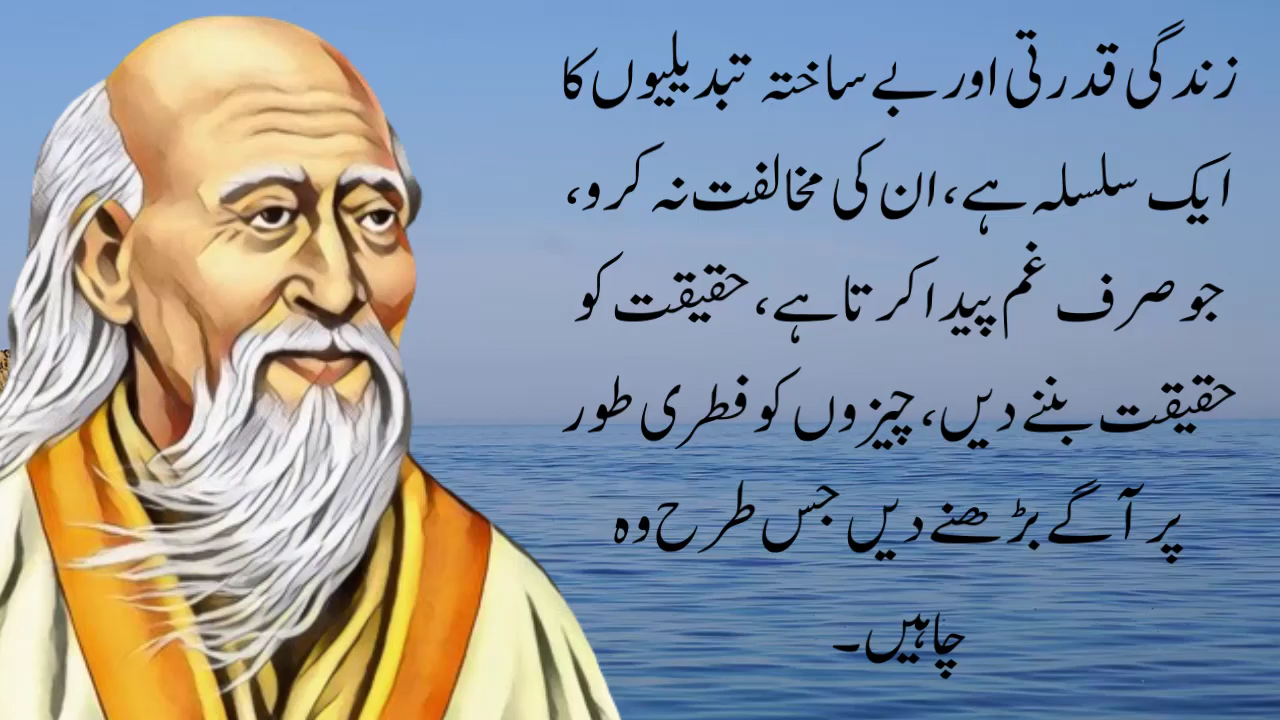 زندگی قدرتی اور بے ساختہ تبدیلیوں کا
ایک سلسلہ ہے، ان کی مخالفت نہ کرو،
جو صرف غم پیدا کرتا ہے، حقیقت کو
حقیقت بننے دیں، چیزوں کو فطری طور
پر آگے بڑھنے دیں جس طرح وہ
چاہیں۔